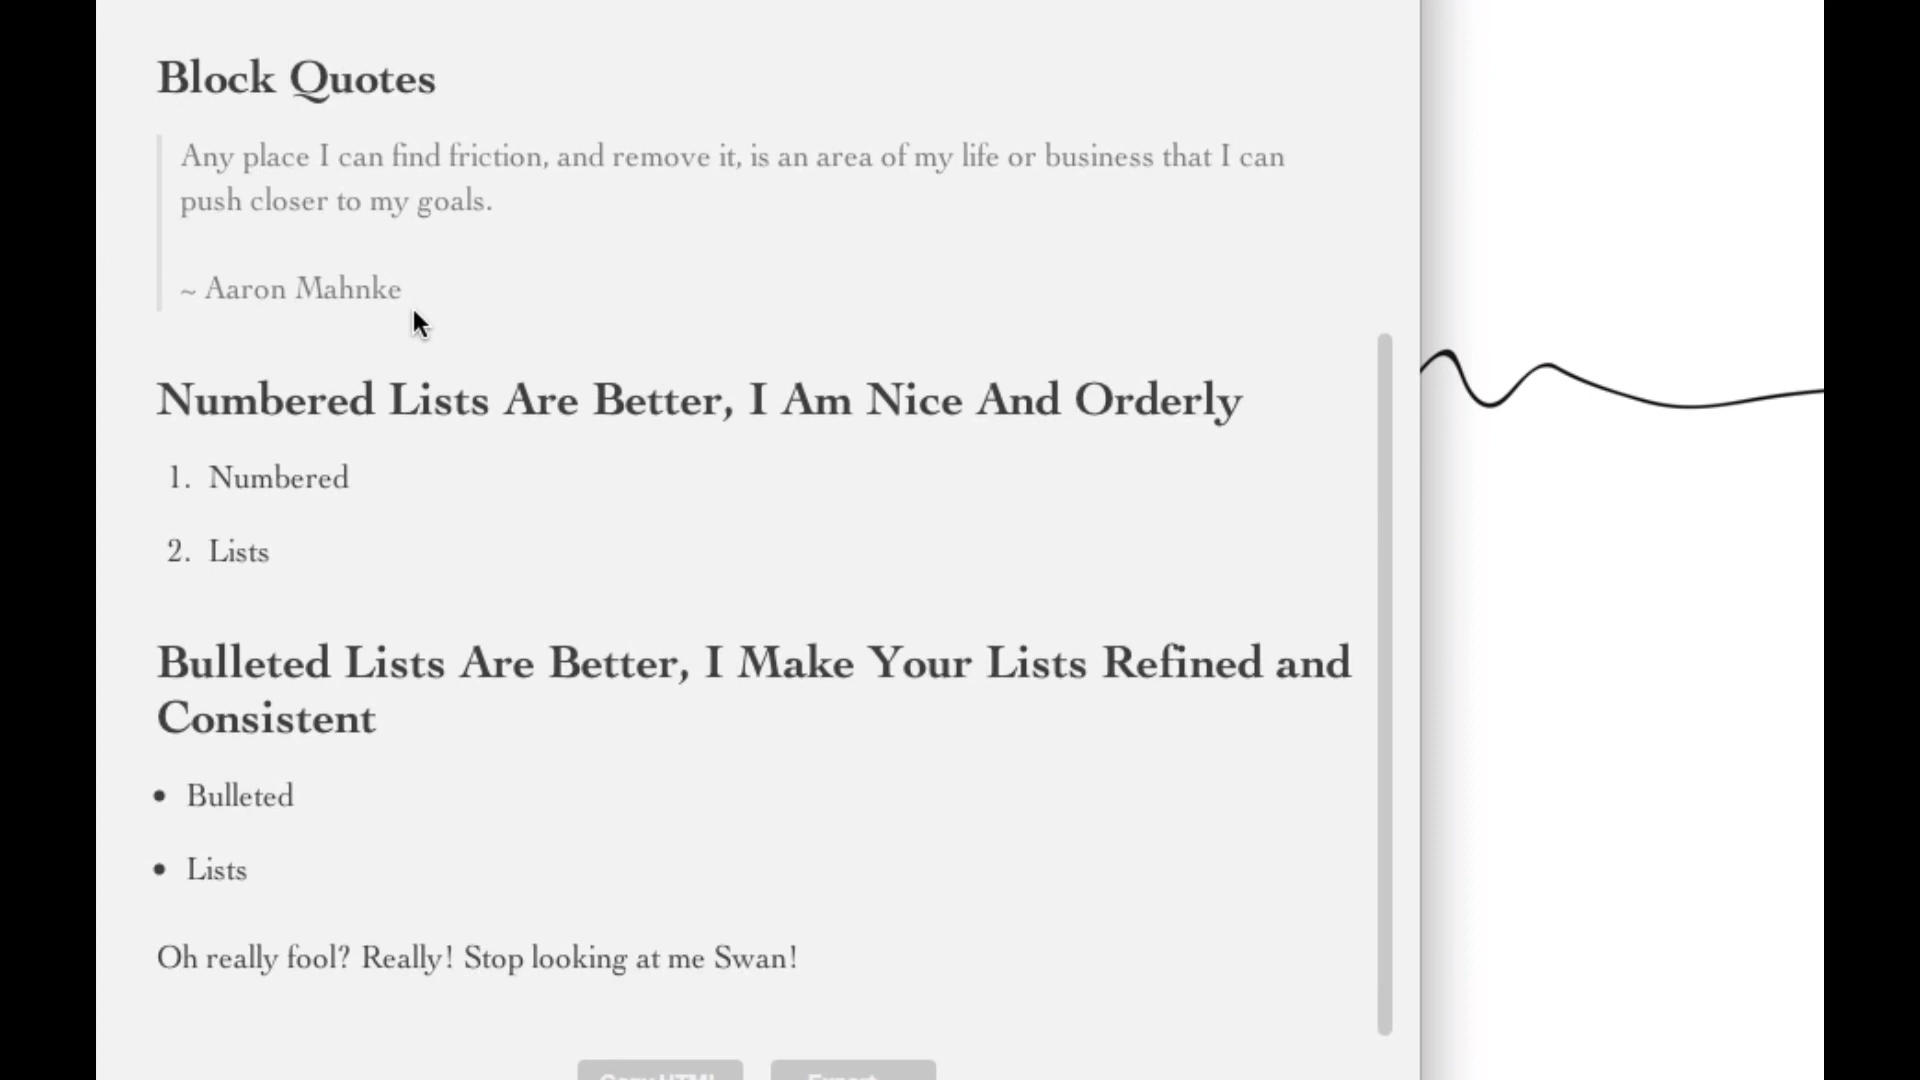 Block Quotes
Any place I can find friction, and remove it, is an area of my life or business that I can
push closer to my goals.
~ Aaron Mahnke
Numbered Lists Are Better, I Am Nice And Orderly
1. Numbered
2. Lists
Bulleted Lists Are Better, I Make Your Lists Refined and
Consistent
• Bulleted
• Lists
Oh really fool? Really! Stop looking at me Swan!
Copy HTML Export